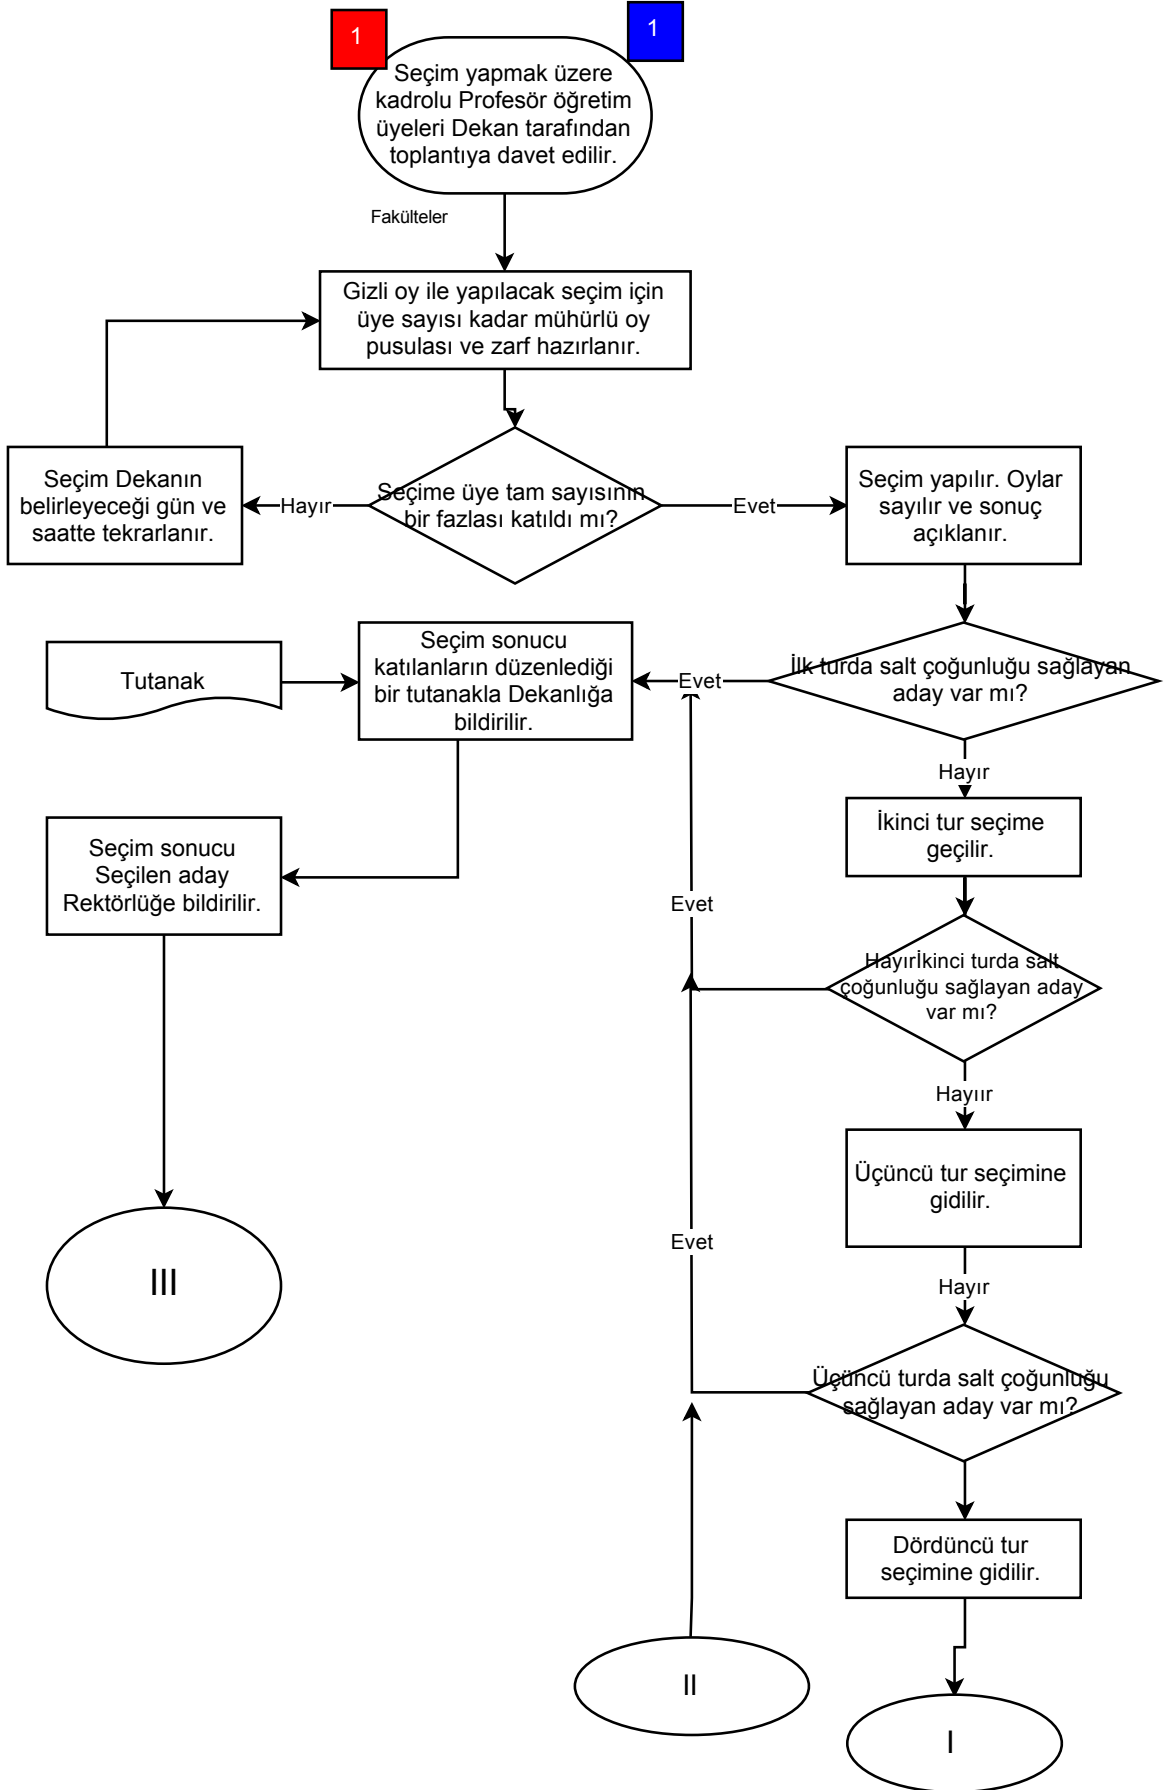 1
1
Seçim yapmak üzere
kadrolu Profesör öğretim
üyeleri Dekan tarafından
toplantıya davet edilir.
Fakülteler
Gizli oy ile yapılacak seçim için
üye sayısı kadar mühürlü oy
pusulası ve zarf hazırlanır.
Seçim Dekanın
belirleyeceği gün ve
saatte tekrarlanır.
Hayır
Seçime üye tam sayısının
bir fazlası katıldı mı?
Evet
Seçim yapılır. Oylar
sayılır ve sonuç
açıklanır.
Tutanak
Seçim sonucu
katılanların düzenlediği
bir tutanakla Dekanlığa
bildirilir.
Evet
İlk turda salt çoğunluğu sağlayan
aday var mı?
Hayır
İkinci tur seçime
geçilir.
Seçim sonucu
Seçilen aday
Rektörlüğe bildirilir.
Evet
Hayırİkinci turda salt
çoğunluğu sağlayan aday
var mı?
Hayıır
Üçüncü tur seçimine
gidilir.
Evet
Hayır
III
Üçüncü turda salt çoğunluğu
sağlayan aday var mı?
Dördüncü tur
seçimine gidilir.
II
I